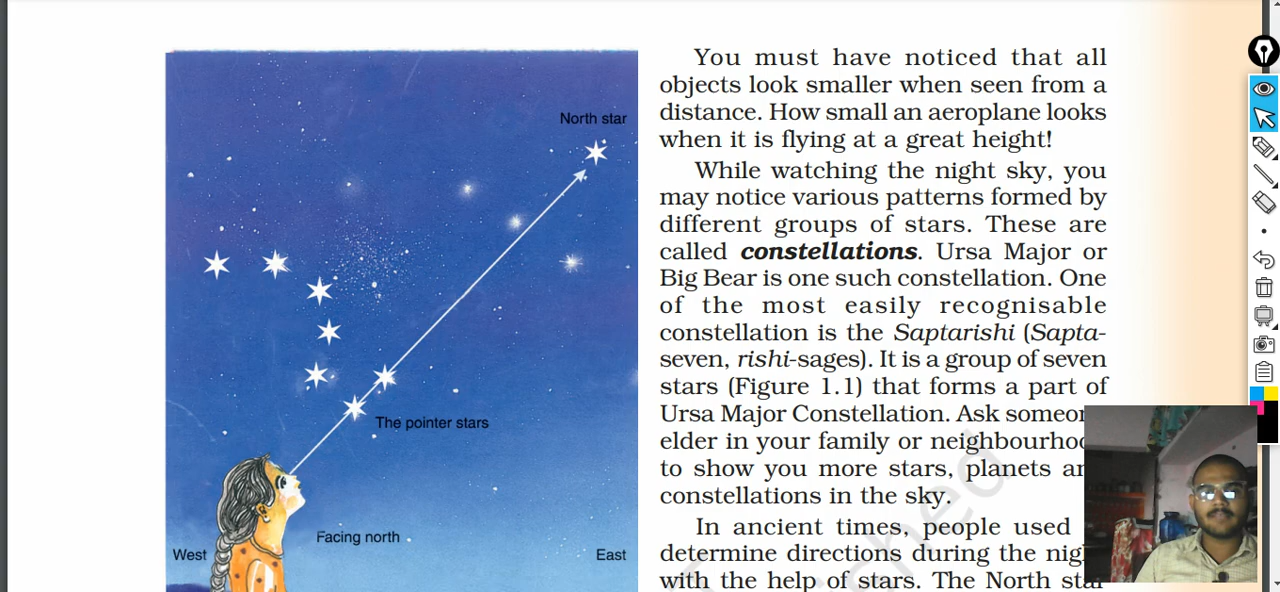 North star
The pointer stars
Facing north
West
East
You must have noticed that all
objects look smaller when seen from a
distance. How small an aeroplane looks
when it is flying at a great height!
While watching the night sky, you
may notice various patterns formed by
different groups of stars. These are
called constellations. Ursa Major or
Big Bear is one such constellation. One
of the most easily recognisable
constellation is the Saptarishi (Sapta-
seven, rishi-sages). It is a group of seven
stars (Figure 1.1) that forms a part of
Ursa Major Constellation. Ask
elder in your family or
to show you more stars, planets
constellations in the sky.
In ancient times, people used
determine directions during the
with the help of stars. The North